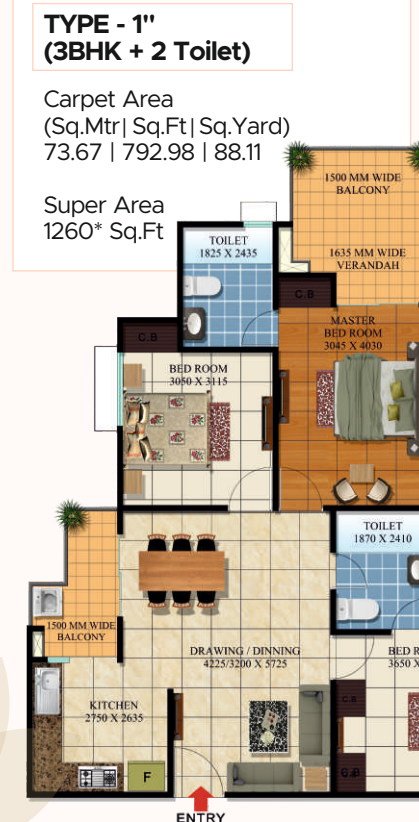 TYPE - 1"
(3BHK + 2 Toilet)
Carpet Area
(Sq.Mtr| Sq.Ft| Sq.Yard)
73.67 | 792.98 | 88.11
Super Area
1260* Sq.Ft
1500 MM WIDE
BALCONY
1635 MM WIDE
VERANDAH
TOILET
1825 X 2435
C.B
C.B
MASTER
BED ROOM
3045 X 4030
BED ROOM
3050 X 3115
TOILET
1870 X 2410
1500 MM WIDE
BALCONY
DRAWING / DINNING
4225/3200 X 5725
BED R
3650 X
KITCHEN
2750 X 2635
C.B
C.B
F
ENTRY